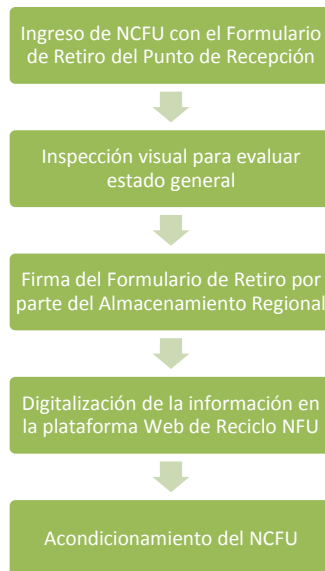 Ingreso de NCFU con el Formulario
de Retiro del Punto de Recepción
Inspección visual para evaluar
estado general
Firma del Formulario de Retiro por
parte del Almacenamiento Regional
Digitalización de la información en
la plataforma Web de Reciclo NFU
Acondicionamiento del NCFU